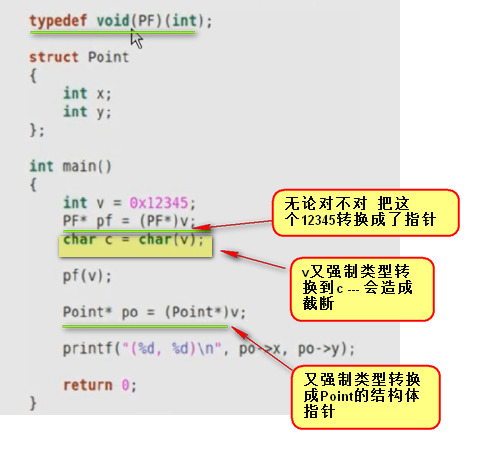 typedef void(PF)(int);
struct Point
{
int x;
int y;
};
int main()
{
int v = 0x12345;
PF* pf = (PF*)v;
char c = char(v);
pf(v);
Point* po = (Point*)v;
printf("(%d, %d)\n", po->x, po->y);
return 0;
}
无论对不对 把这
个12345转换成了指针
v又强制类型转
换到c --- 会造成
截断
又强制类型转换
成Point的结构体
指针